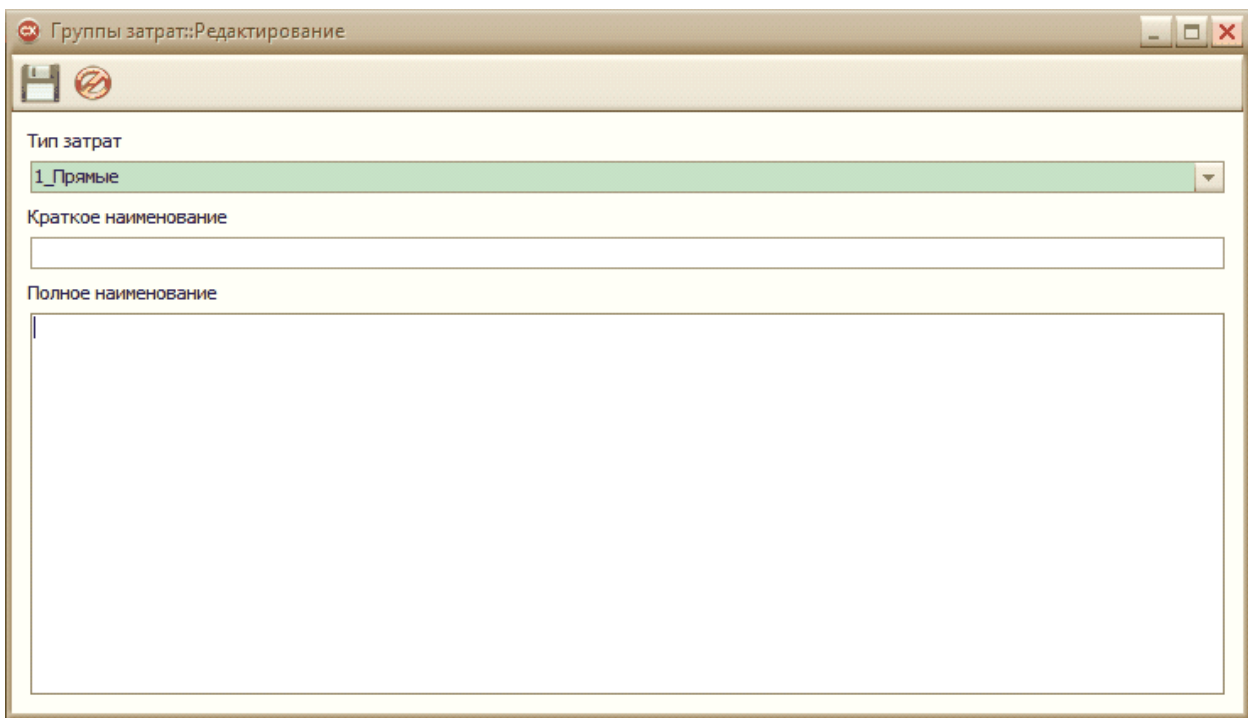 Группы затрат::Редактирование
Тип затрат
1_Прямые
Краткое наименование
Полное наименование